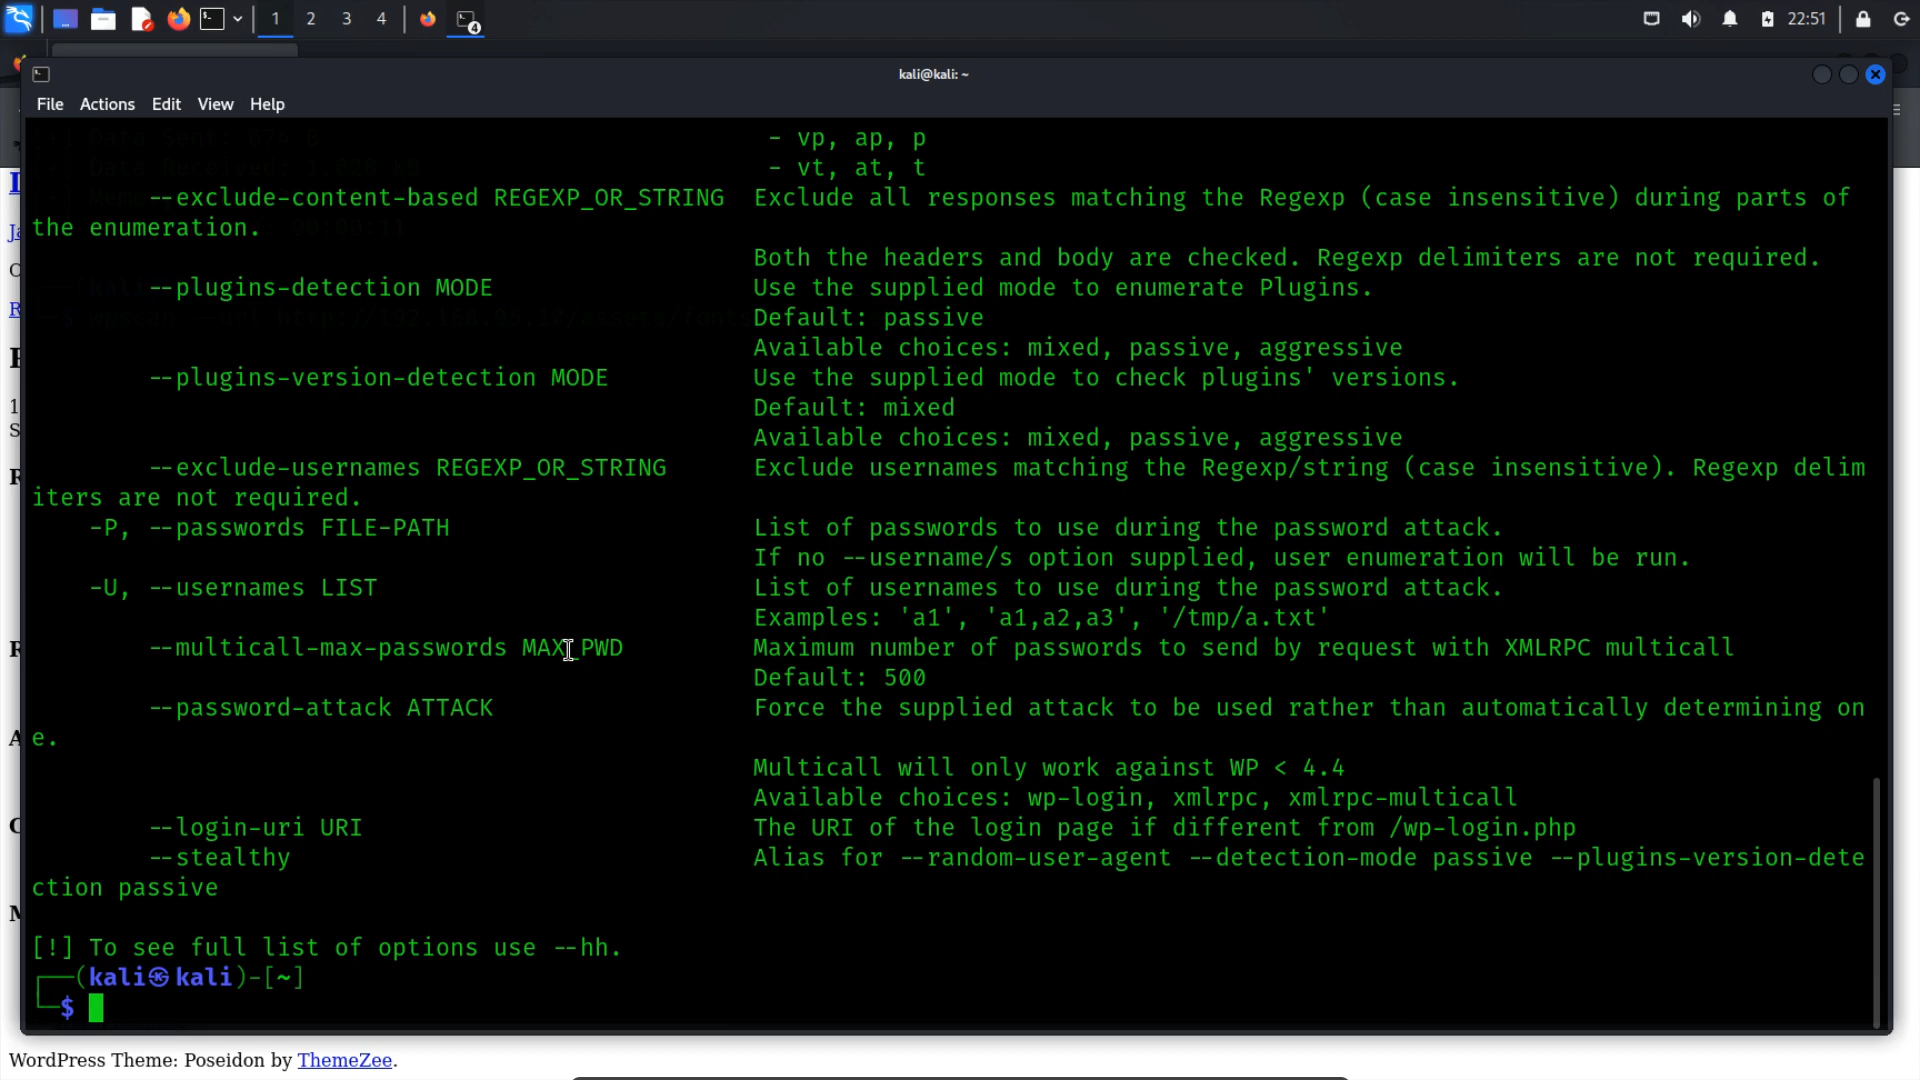 1 2 3 4 4 22:51
kali@kali: ~
File Actions Edit View Help
- vp, ap, p
- vt, at, t
--exclude-content-based REGEXP_OR_STRING Exclude all responses matching the Regexp (case insensitive) during parts of
the enumeration.
Both the headers and body are checked. Regexp delimiters are not required.
--plugins-detection MODE Use the supplied mode to enumerate Plugins.
Default: passive
Available choices: mixed, passive, aggressive
--plugins-version-detection MODE Use the supplied mode to check plugins' versions.
Default: mixed
Available choices: mixed, passive, aggressive
--exclude-usernames REGEXP_OR_STRING Exclude usernames matching the Regexp/string (case insensitive). Regexp delim
iters are not required.
-P, --passwords FILE-PATH List of passwords to use during the password attack.
If no --username/s option supplied, user enumeration will be run.
-U, --usernames LIST List of usernames to use during the password attack.
Examples: 'a1', 'a1,a2,a3', '/tmp/a.txt'
--multicall-max-passwords MAX_PWD Maximum number of passwords to send by request with XMLRPC multicall
Default: 500
--password-attack ATTACK Force the supplied attack to be used rather than automatically determining on
e.
Multicall will only work against WP < 4.4
Available choices: wp-login, xmlrpc, xmlrpc-multicall
--login-uri URI The URI of the login page if different from /wp-login.php
--stealthy Alias for --random-user-agent --detection-mode passive --plugins-version-dete
ction passive
[!] To see full list of options use --hh.
┌──(kali㉿kali)-[~]
└─$
WordPress Theme: Poseidon by ThemeZee.